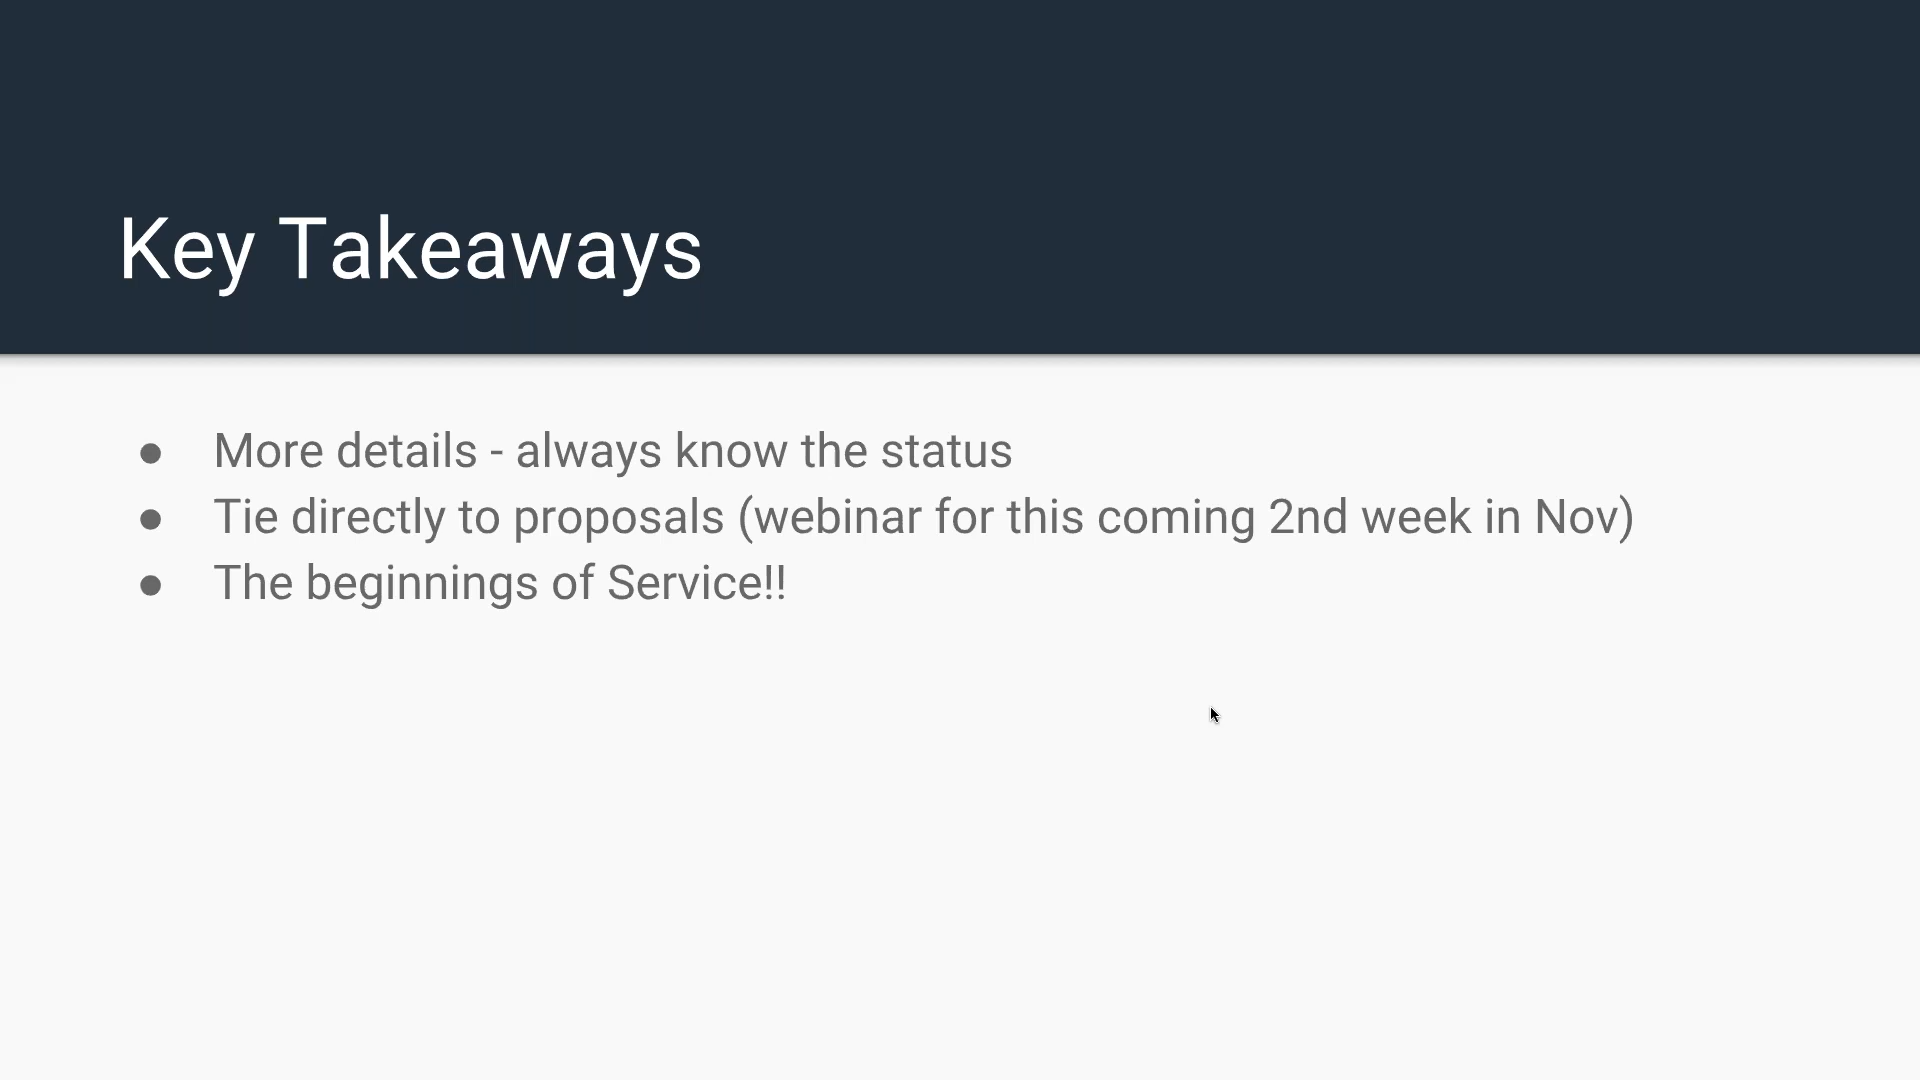 Key Takeaways
● More details - always know the status
● Tie directly to proposals (webinar for this coming 2nd week in Nov)
● The beginnings of Service!!